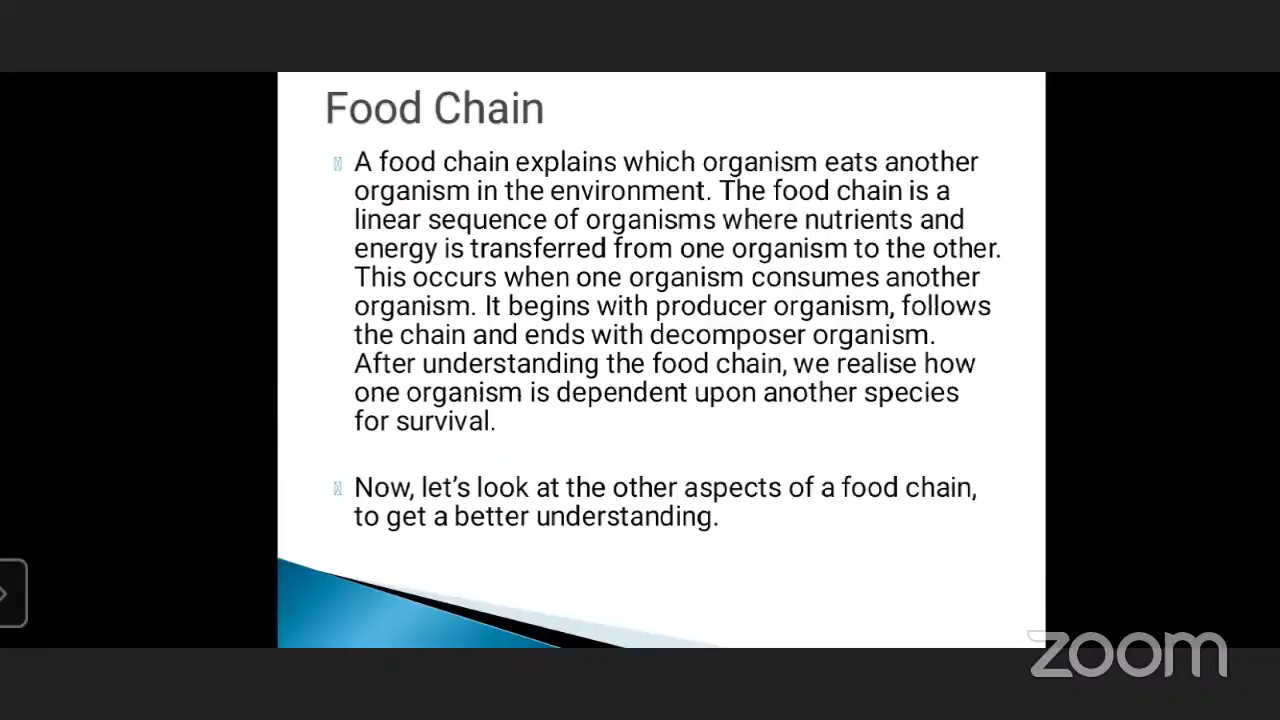 Food Chain
A food chain explains which organism eats another
organism in the environment. The food chain is a
linear sequence of organisms where nutrients and
energy is transferred from one organism to the other.
This occurs when one organism consumes another
organism. It begins with producer organism, follows
the chain and ends with decomposer organism.
After understanding the food chain, we realise how
one organism is dependent upon another species
for survival.
Now, let’s look at the other aspects of a food chain,
to get a better understanding.
zoom